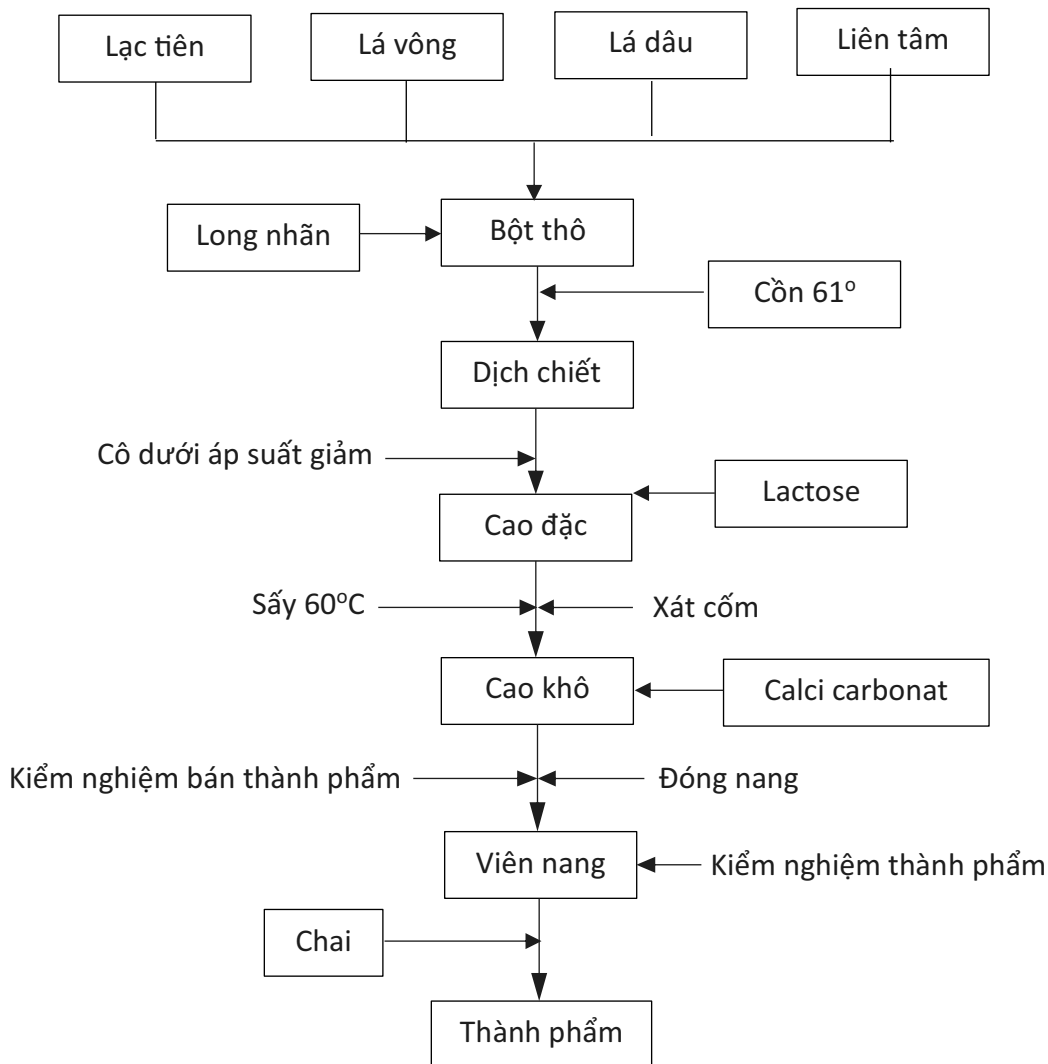 Lạc tiên
Lá vông
Lá dâu
Liên tâm
Long nhãn
Bột thô
Cồn 61º
Dịch chiết
Cô dưới áp suất giảm
Lactose
Cao đặc
Sấy 60ºC
Xát cốm
Cao khô
Calci carbonat
Kiểm nghiệm bán thành phẩm
Đóng nang
Viên nang
Kiểm nghiệm thành phẩm
Chai
Thành phẩm